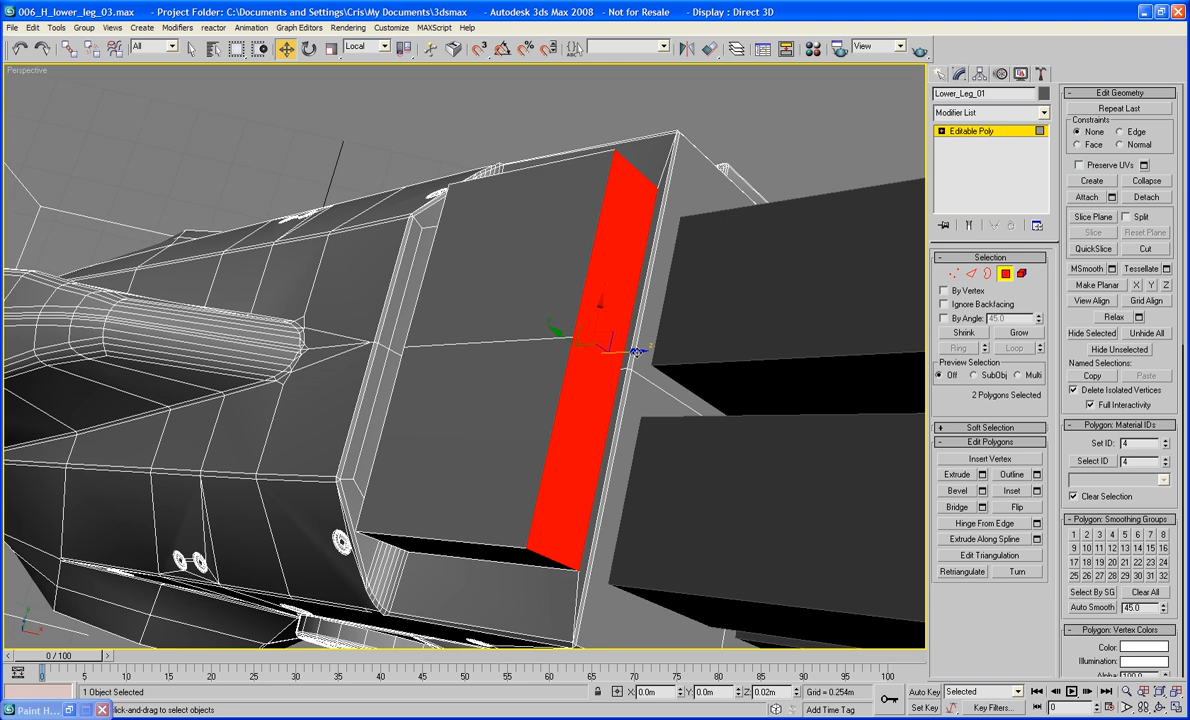 006_H_lower_leg_03.max - Project Folder: C:\Documents and Settings\Cris\My Documents\3dsmax - Autodesk 3ds Max 2008 - Not for Resale - Display : Direct 3D
File Edit Tools Group Views Create Modifiers reactor Animation Graph Editors Rendering Customize MAXScript Help
All Local View
Perspective
Lower_Leg_01
Modifier List
Editable Poly
Selection
By Vertex
Ignore Backfacing
By Angle: 45.0
Shrink Grow
Ring Loop
Preview Selection
Off SubObj Multi
2 Polygons Selected
Soft Selection
Edit Polygons
Insert Vertex
Extrude Outline
Bevel Inset
Bridge Flip
Hinge From Edge
Extrude Along Spline
Edit Triangulation
Retriangulate Turn
Edit Geometry
Repeat Last
Constraints
None Edge
Face Normal
Preserve UVs
Create Collapse
Attach Detach
Slice Plane Split
Slice Reset Plane
QuickSlice Cut
MSmooth Tessellate
Make Planar X Y Z
View Align Grid Align
Relax
Hide Selected Unhide All
Hide Unselected
Named Selections:
Copy Paste
Delete Isolated Vertices
Full Interactivity
Polygon: Material IDs
Set ID: 4
Select ID 4
Clear Selection
Polygon: Smoothing Groups
1 2 3 4 5 6 7 8
9 10 11 12 13 14 15 16
17 18 19 20 21 22 23 24
25 26 27 28 29 30 31 32
Select By SG Clear All
Auto Smooth 45.0
Polygon: Vertex Colors
Color:
Illumination:
Alpha: 100.0
0 / 100
0 5 10 15 20 25 30 35 40 45 50 55 60 65 70 75 80 85 90 95 100
1 Object Selected X: 0.0m Y: 0.0m Z: 0.02m Grid = 0.254m Auto Key Selected
Paint H... lick-and-drag to select objects Add Time Tag Set Key Key Filters... 0